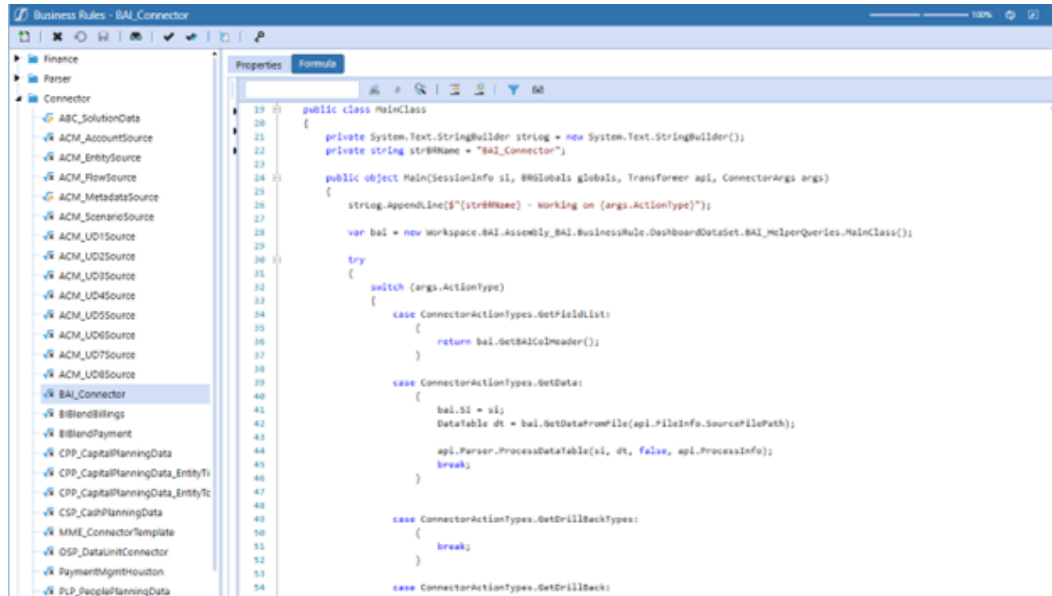 Business Rules - BAI_Connector
100%
Finance
Parser
Connector
ABC_SolutionData
ACM_AccountSource
ACM_EntitySource
ACM_FlowSource
ACM_MetadataSource
ACM_ScenarioSource
ACM_UD1Source
ACM_UD2Source
ACM_UD3Source
ACM_UD4Source
ACM_UD5Source
ACM_UD6Source
ACM_UD7Source
ACM_UD8Source
BAI_Connector
BIBlendBillings
BIBlendPayment
CPP_CapitalPlanningData
CPP_CapitalPlanningData_EntityTi
CPP_CapitalPlanningData_EntityTc
CSP_CashPlanningData
MME_ConnectorTemplate
OSP_DataUnitConnector
PaymentMgmtHouston
PLP_PeoplePlanningData
Properties Formula
19 public class MainClass
20 {
21 private System.Text.StringBuilder strLog = new System.Text.StringBuilder();
22 private string strBRName = "BAI_Connector";
23
24 public object Main(SessionInfo si, BRGlobals globals, Transformer api, ConnectorArgs args)
25 {
26 strLog.AppendLine($"{strBRName} - Working on {args.ActionType}");
27
28 var bai = new Workspace.BAI.Assembly_BAI.BusinessRule.DashboardDataSet.BAI_HelperQueries.MainClass();
29
30 try
31 {
32 switch (args.ActionType)
33 {
34 case ConnectorActionTypes.GetFieldList:
35 {
36 return bai.GetBAIColHeader();
37 }
38
39 case ConnectorActionTypes.GetData:
40 {
41 bai.SI = si;
42 DataTable dt = bai.GetDataFromFile(api.FileInfo.SourceFilePath);
43
44 api.Parser.ProcessDataTable(si, dt, false, api.ProcessInfo);
45 break;
46 }
47
48
49 case ConnectorActionTypes.GetDrillBackTypes:
50 {
51 break;
52 }
53
54 case ConnectorActionTypes.GetDrillBack: